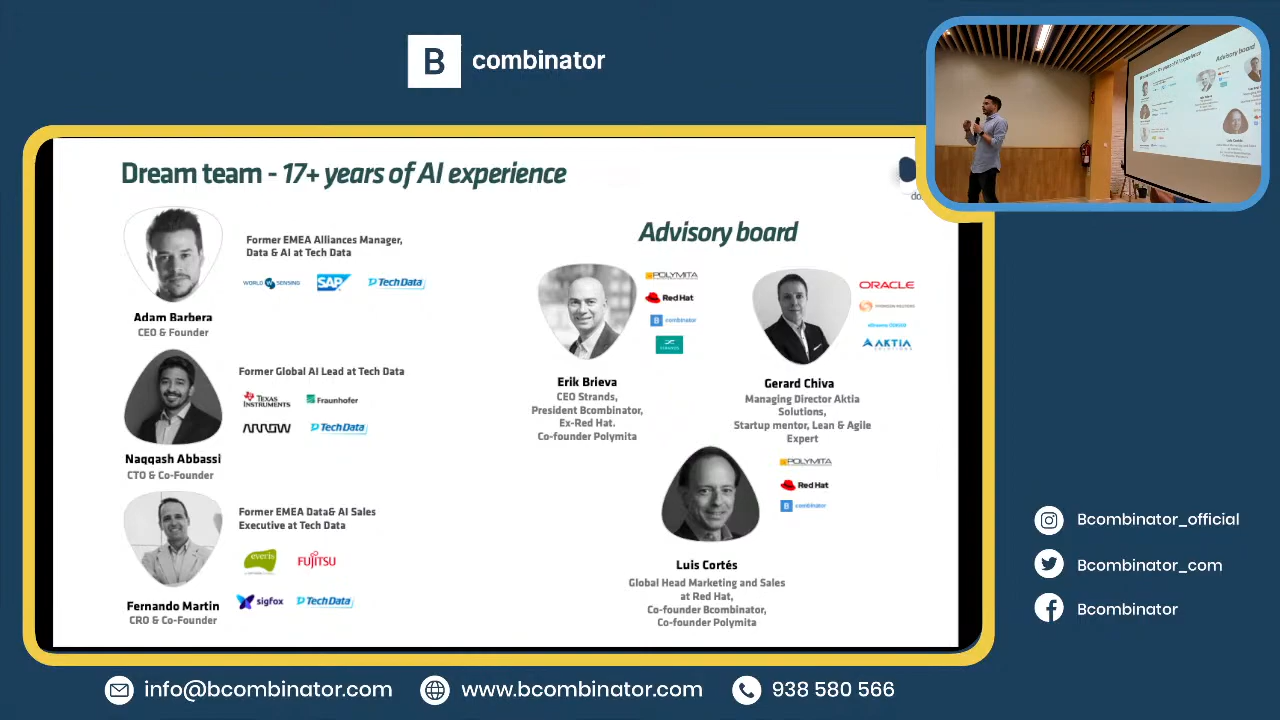 B combinator
Dream team - 17+ years of AI experience
Former EMEA Alliances Manager,
Data & AI at Tech Data
WORLD SENSING
SAP
Tech Data
Adam Barbera
CEO & Founder
Former Global AI Lead at Tech Data
TEXAS INSTRUMENTS
Fraunhofer
ARROW
Tech Data
Naqqash Abbassi
CTO & Co-Founder
Former EMEA Data& AI Sales
Executive at Tech Data
everis
FUJITSU
sigfox
Tech Data
Fernando Martin
CRO & Co-Founder
Advisory board
POLYMITA
Red Hat
B combinator
Erik Brieva
CEO Strands,
President Bcombinator,
Ex-Red Hat.
Co-founder Polymita
ORACLE
AKTIA
SOLUTIONS
Gerard Chiva
Managing Director Aktia
Solutions,
Startup mentor, Lean & Agile
Expert
POLYMITA
Red Hat
B combinator
Luis Cortés
Global Head Marketing and Sales
at Red Hat,
Co-founder Bcombinator,
Co-founder Polymita
Advisory board
Bcombinator_official
Bcombinator_com
Bcombinator
info@bcombinator.com
www.bcombinator.com
938 580 566